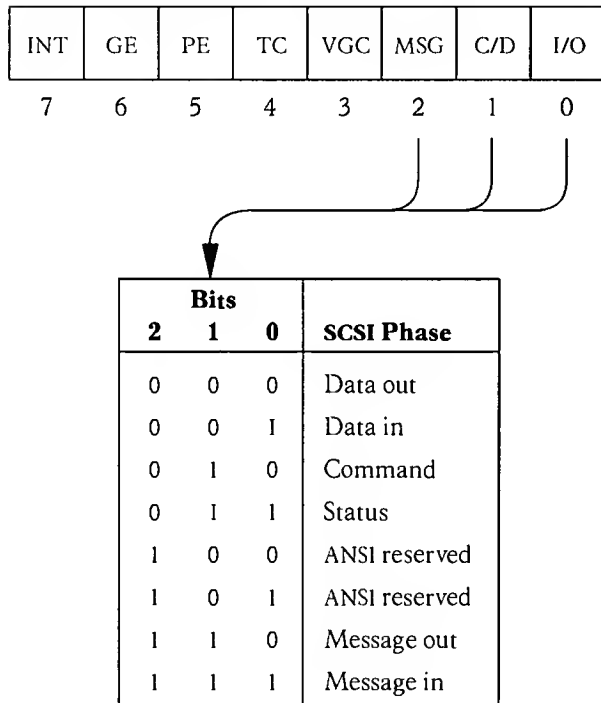 INT GE PE TC VGC MSG C/D I/O
7 6 5 4 3 2 1 0
Bits
2 1 0 SCSI Phase
0 0 0 Data out
0 0 1 Data in
0 1 0 Command
0 1 1 Status
1 0 0 ANSI reserved
1 0 1 ANSI reserved
1 1 0 Message out
1 1 1 Message in